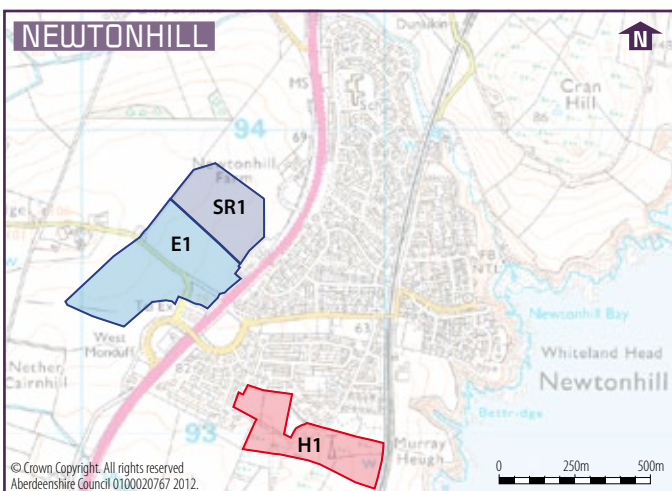 NEWTONHILL
N
Dunlukin
MS
Sch
Cran
Hill
86
94
69
Newtonhill
Farm
SR1
E1
FB
NTL
W
West
Monduff
63
Newtonhill Bay
Whiteland Head
Newtonhill
Nether
Cairnhill
82
Bettridge
93
H1
Murray
Heugh
W
© Crown Copyright. All rights reserved
Aberdeenshire Council 0100020767 2012.
0 250m 500m